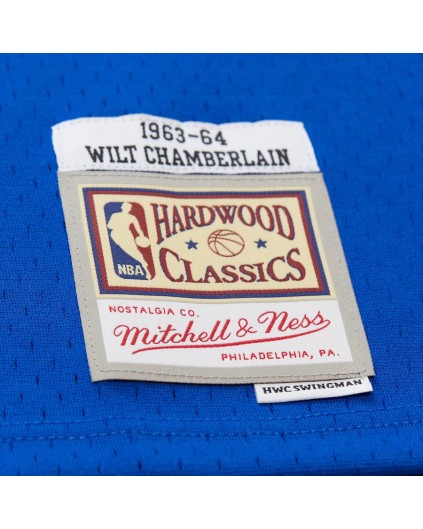 1963-64
WILT CHAMBERLAIN
NBA
HARDWOOD
CLASSICS
NOSTALGIA CO.
Mitchell & Ness
PHILADELPHIA, PA.
HWC SWINGMAN